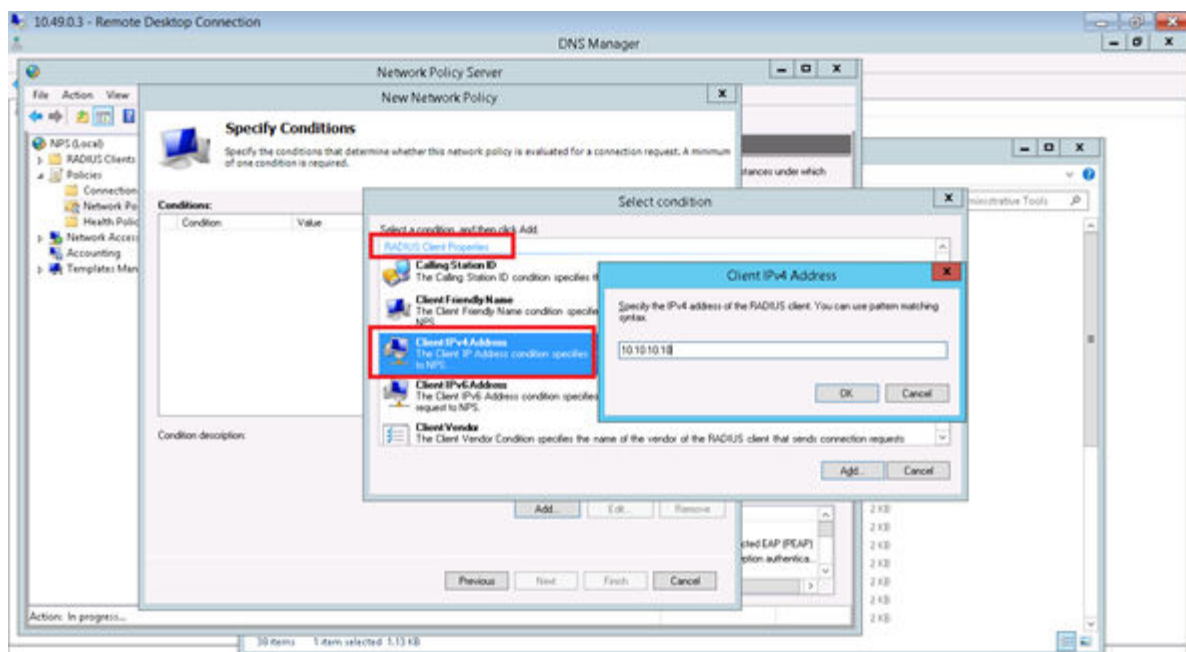 10.49.0.3 - Remote Desktop Connection
DNS Manager
Network Policy Server
File Action View
New Network Policy
Specify Conditions
Specify the conditions that determine whether this network policy is evaluated for a connection request. A minimum
of one condition is required.
NPS (Local)
RADIUS Clients
Policies
Connection
Network Po
Health Polic
Network Acces
Accounting
Templates Man
stances under which
ministrative Tools
Conditions:
Condition Value
Select condition
Select a condition, and then click Add.
RADIUS Client Properties
Calling Station ID
The Calling Station ID condition specifies
Client Friendly Name
The Client Friendly Name condition specifie
NPS.
Client IPv4 Address
The Client IP Address condition specifies
to NPS.
Client IPv6 Address
The Client IPv6 Address condition specifies
request to NPS.
Client Vendor
The Client Vendor Condition specifies the name of the vendor of the RADIUS client that sends connection requests
Client IPv4 Address
Specify the IPv4 address of the RADIUS client. You can use pattern matching
syntax.
10.10.10.10
OK Cancel
Add... Cancel
Condition description:
Add... Edit... Remove
Previous Next Finish Cancel
cted EAP (PEAP)
ption authentica...
2 KB
2 KB
2 KB
2 KB
2 KB
2 KB
2 KB
Action: In progress...
38 items 1 item selected 1.13 KB